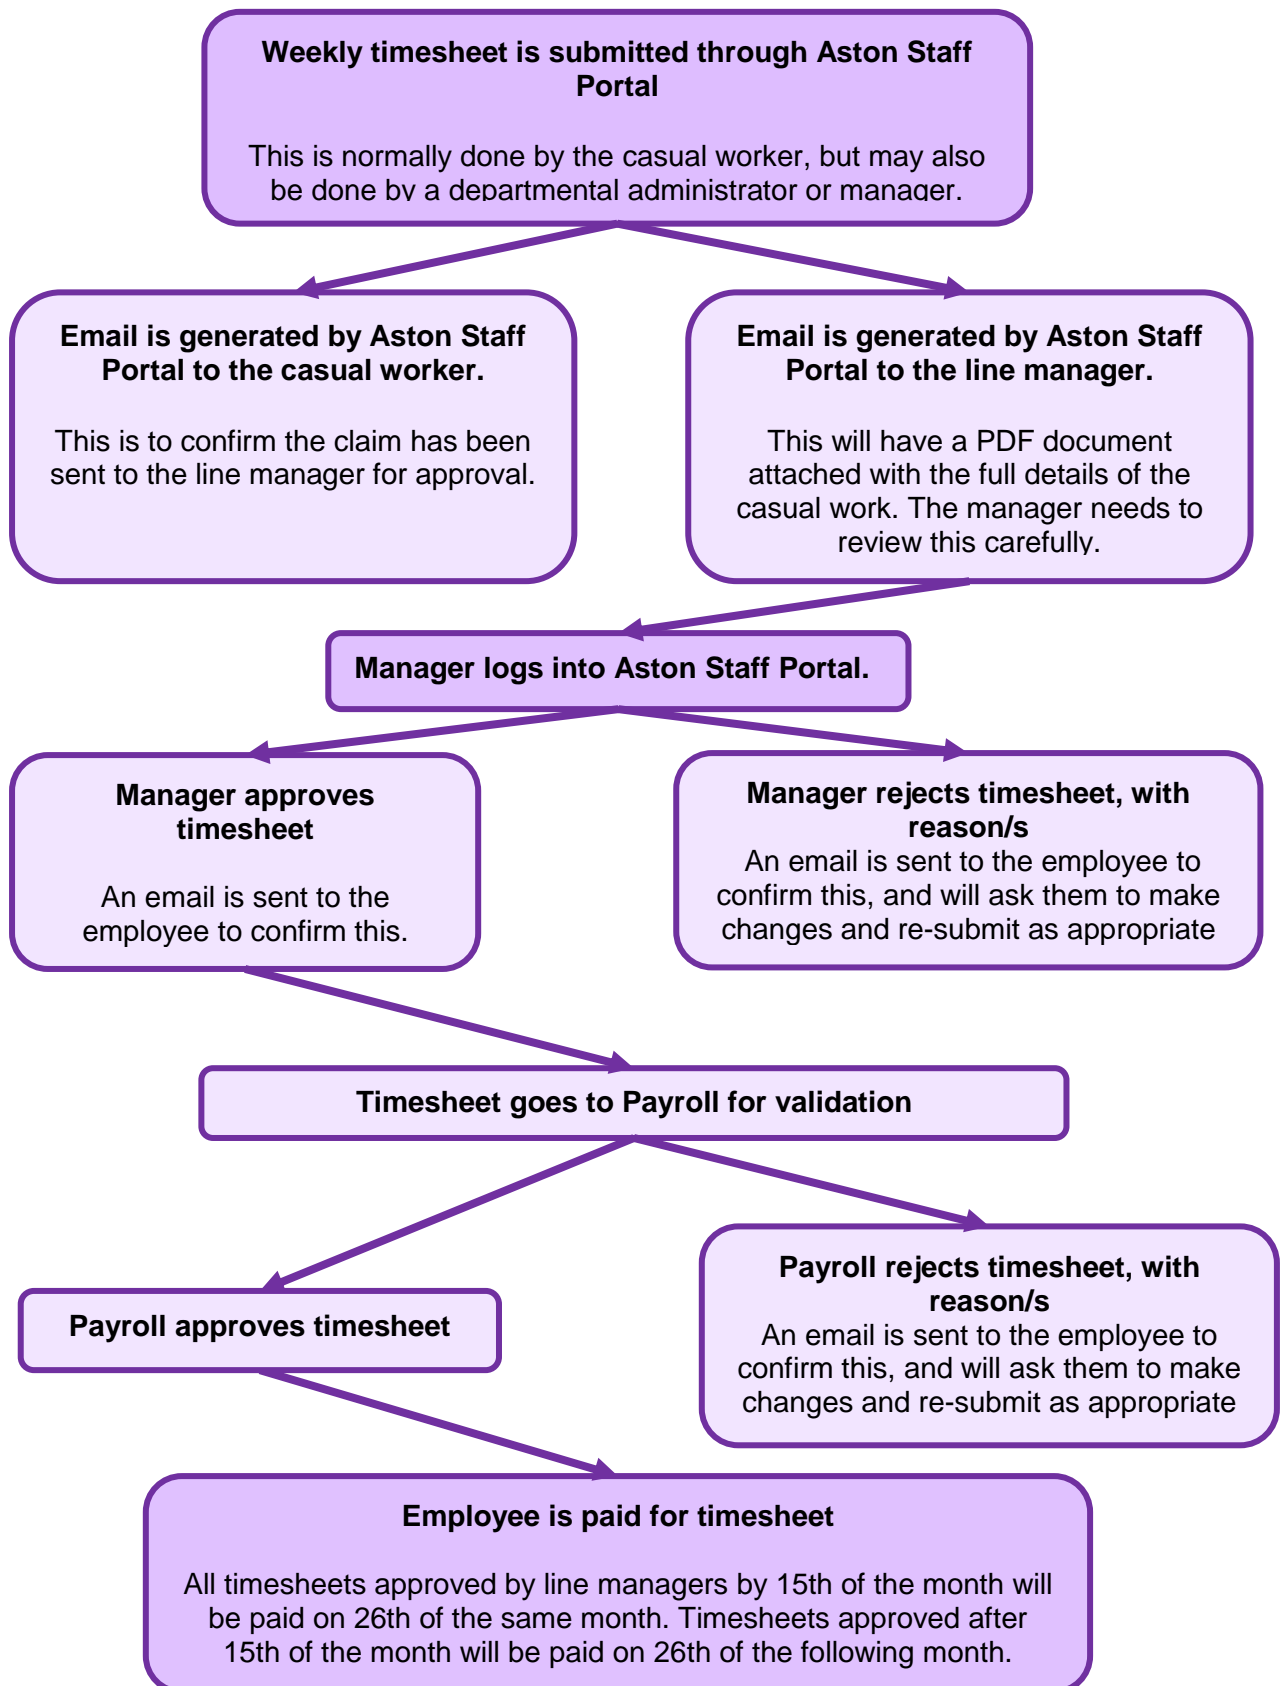 Weekly timesheet is submitted through Aston Staff
Portal
This is normally done by the casual worker, but may also
be done by a departmental administrator or manager.
Email is generated by Aston Staff
Portal to the casual worker.
This is to confirm the claim has been
sent to the line manager for approval.
Email is generated by Aston Staff
Portal to the line manager.
This will have a PDF document
attached with the full details of the
casual work. The manager needs to
review this carefully.
Manager logs into Aston Staff Portal.
Manager approves
timesheet
An email is sent to the
employee to confirm this.
Manager rejects timesheet, with
reason/s
An email is sent to the employee to
confirm this, and will ask them to make
changes and re-submit as appropriate
Timesheet goes to Payroll for validation
Payroll approves timesheet
Payroll rejects timesheet, with
reason/s
An email is sent to the employee to
confirm this, and will ask them to make
changes and re-submit as appropriate
Employee is paid for timesheet
All timesheets approved by line managers by 15th of the month will
be paid on 26th of the same month. Timesheets approved after
15th of the month will be paid on 26th of the following month.